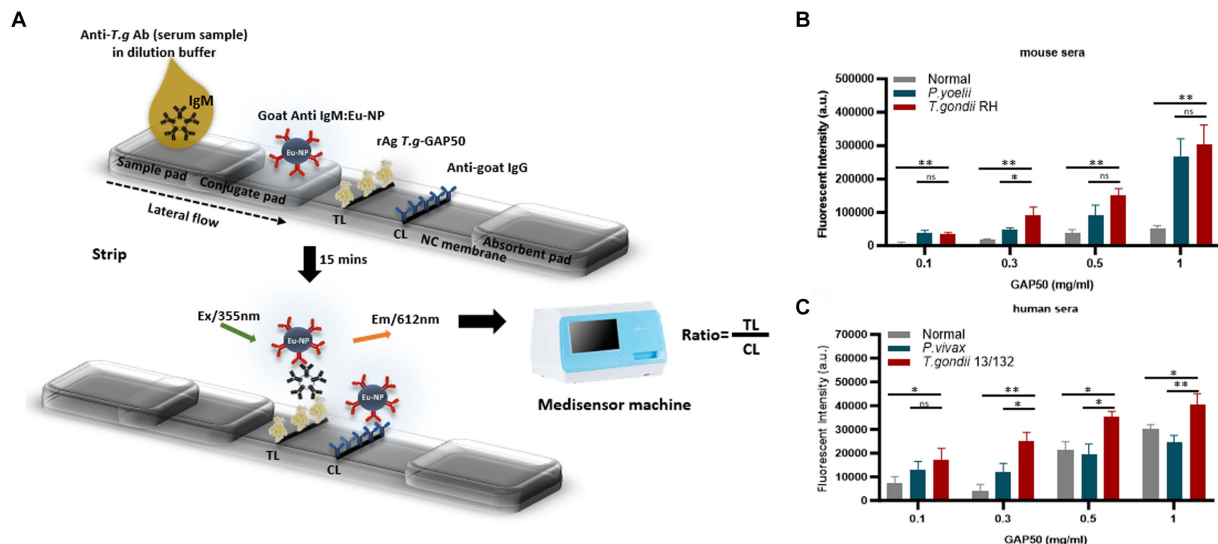 A
Anti-T.g Ab (serum sample)
in dilution buffer
IgM
Goat Anti IgM:Eu-NP
Eu-NP
rAg T.g-GAP50
Anti-goat IgG
Sample pad
Conjugate pad
TL
CL
NC membrane
Absorbent pad
Lateral flow
Strip
15 mins
Ex/355nm
Em/612nm
Eu-NP
Eu-NP
TL
CL
Medisensor machine
Ratio=
TL
CL
B
mouse sera
Fluorescent Intensity (a.u.)
500000
400000
300000
200000
100000
0
Normal
P.yoelii
T.gondii RH
**
ns
**
*
**
ns
**
ns
0.1
0.3
0.5
1
GAP50 (mg/ml)
C
human sera
Fluorescent Intensity (a.u.)
70000
60000
50000
40000
30000
20000
10000
0
Normal
P.vivax
T.gondii 13/132
*
ns
**
*
*
*
*
**
0.1
0.3
0.5
1
GAP50 (mg/ml)